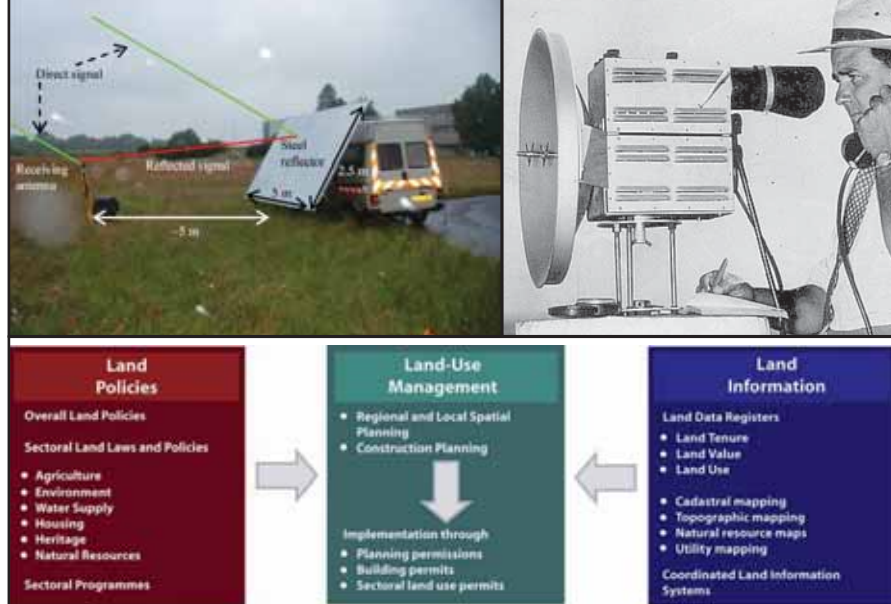 Direct signal
Receiving
antenna
Reflected signal
Steel
reflector
2.5 m
5 m
~5 m
Land
Policies
Overall Land Policies
Sectoral Land Laws and Policies
• Agriculture
• Environment
• Water Supply
• Housing
• Heritage
• Natural Resources
Sectoral Programmes
Land-Use
Management
• Regional and Local Spatial
Planning
• Construction Planning
Implementation through
• Planning permissions
• Building permits
• Sectoral land use permits
Land
Information
Land Data Registers
• Land Tenure
• Land Value
• Land Use
• Cadastral mapping
• Topographic mapping
• Natural resource maps
• Utility mapping
Coordinated Land Information
Systems